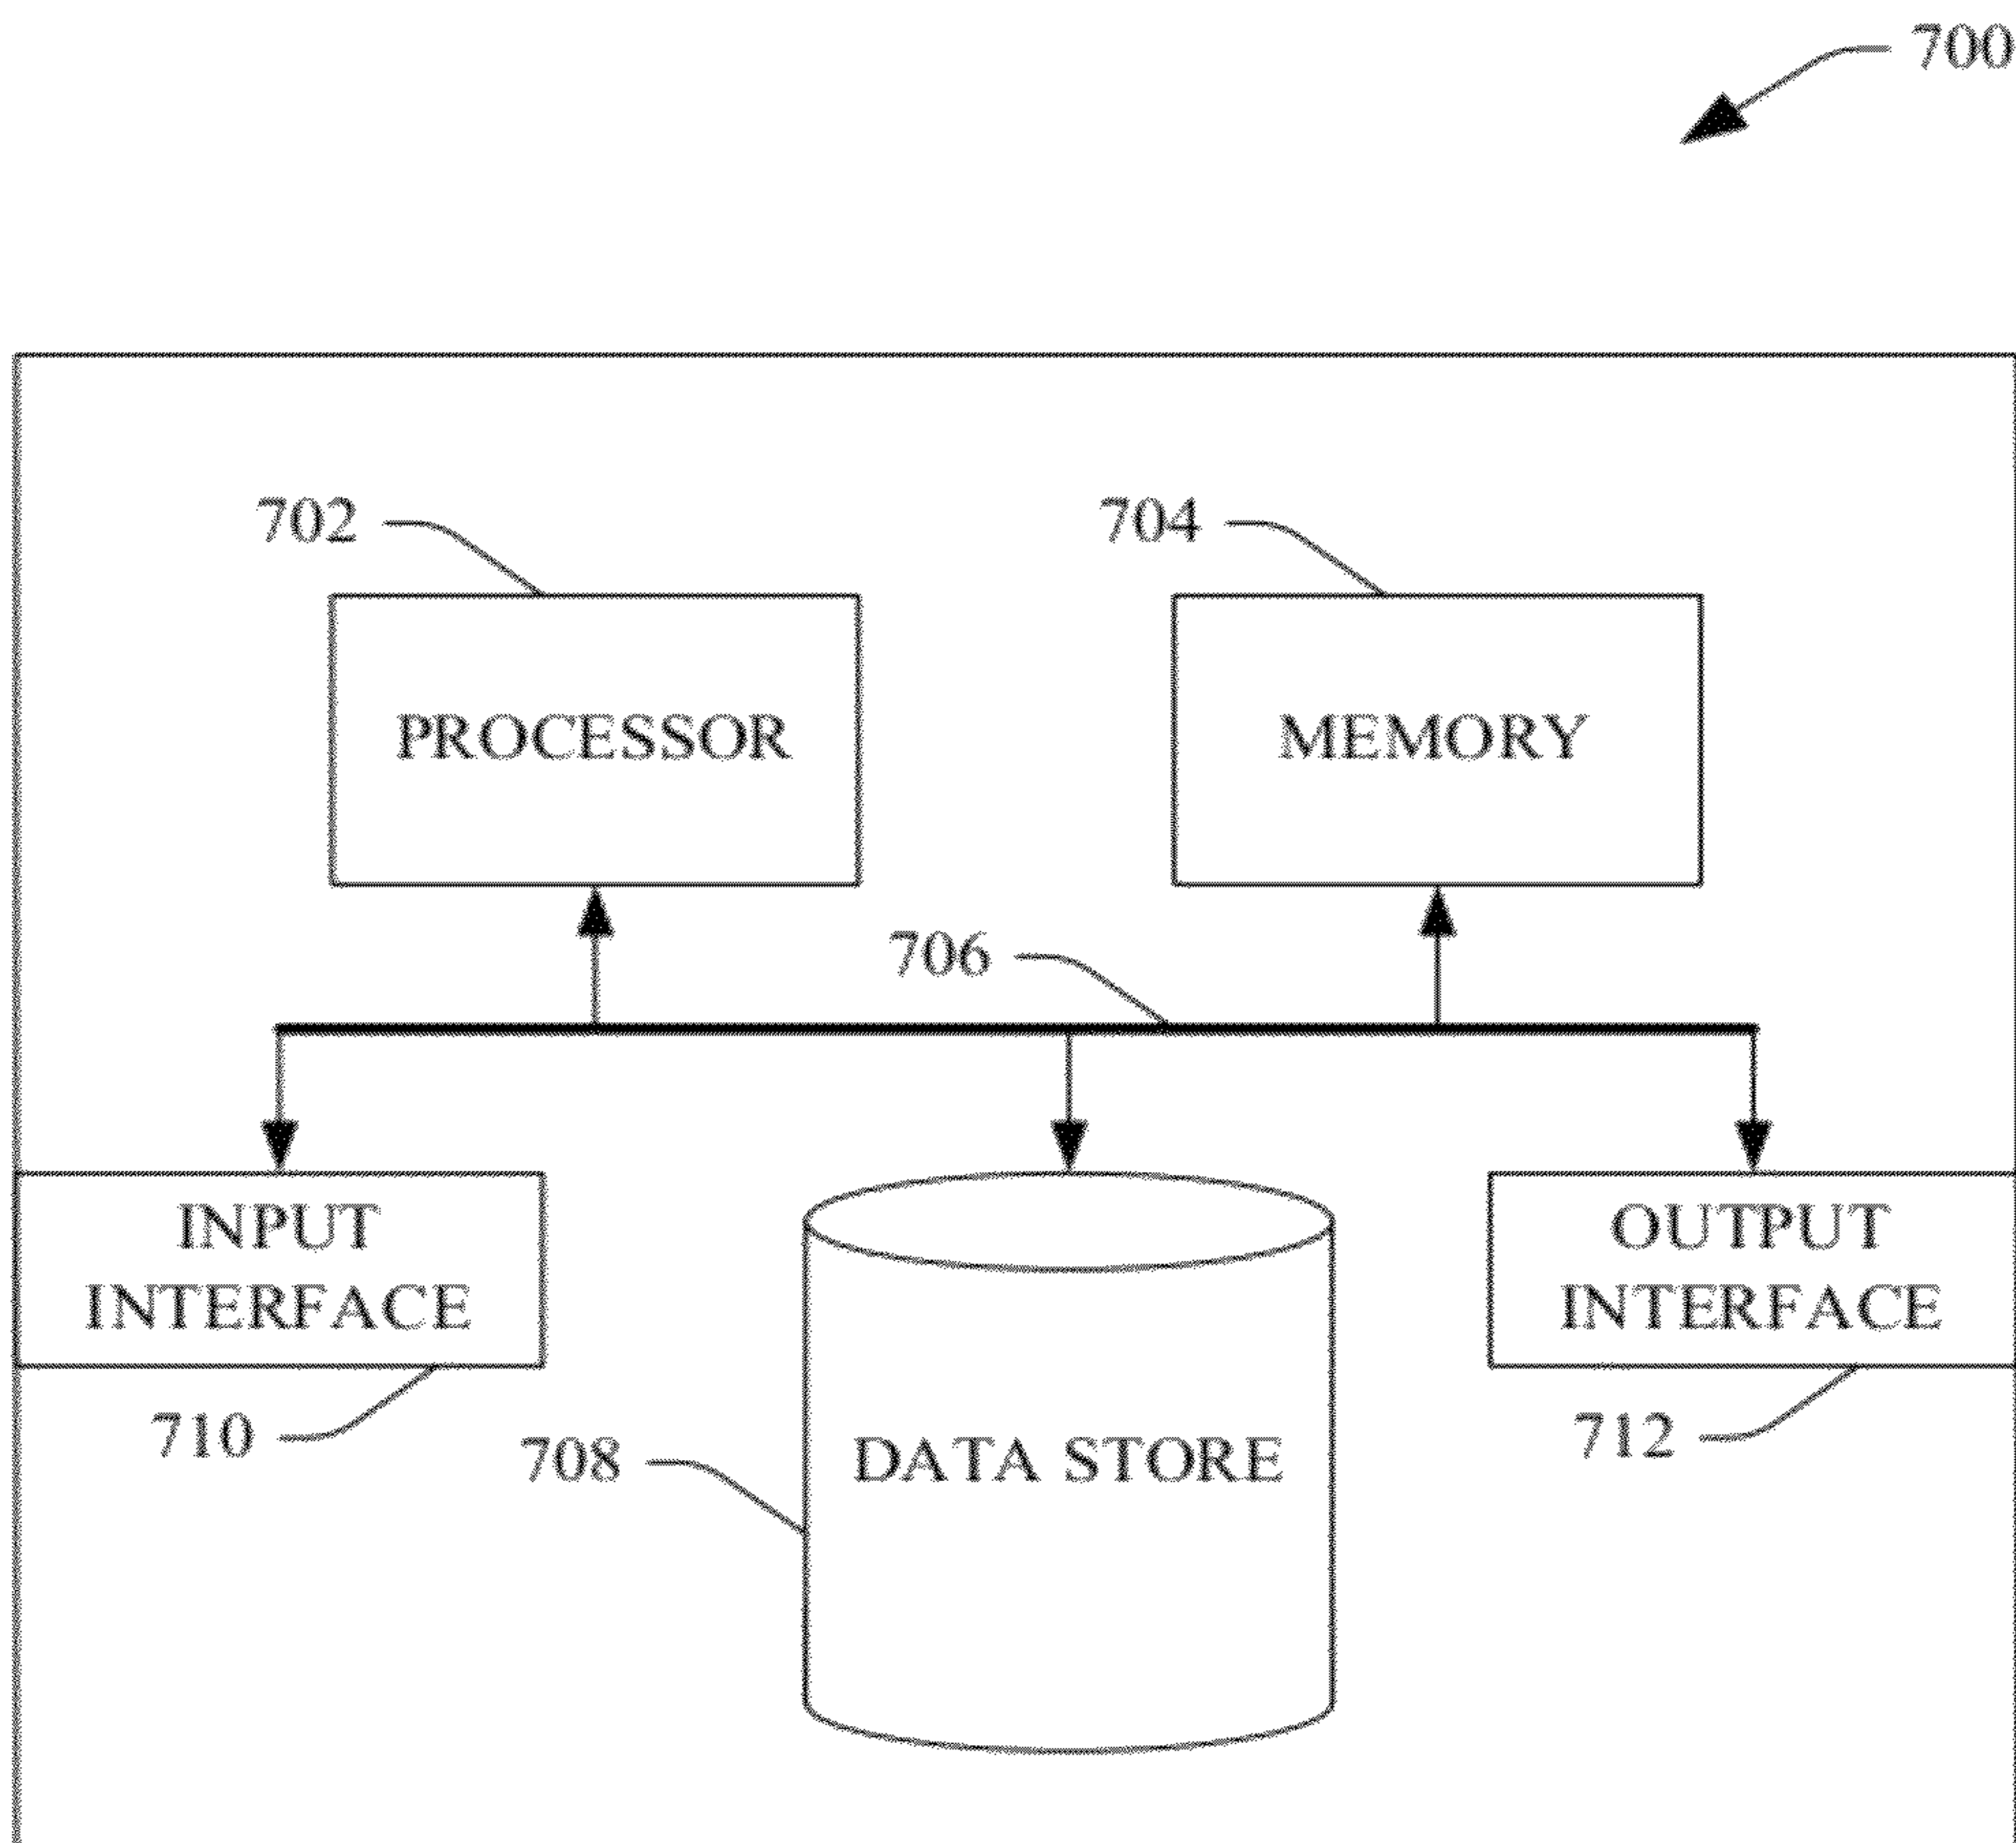 700
702
704
PROCESSOR
MEMORY
706
INPUT
INTERFACE
OUTPUT
INTERFACE
710
708
DATA STORE
712